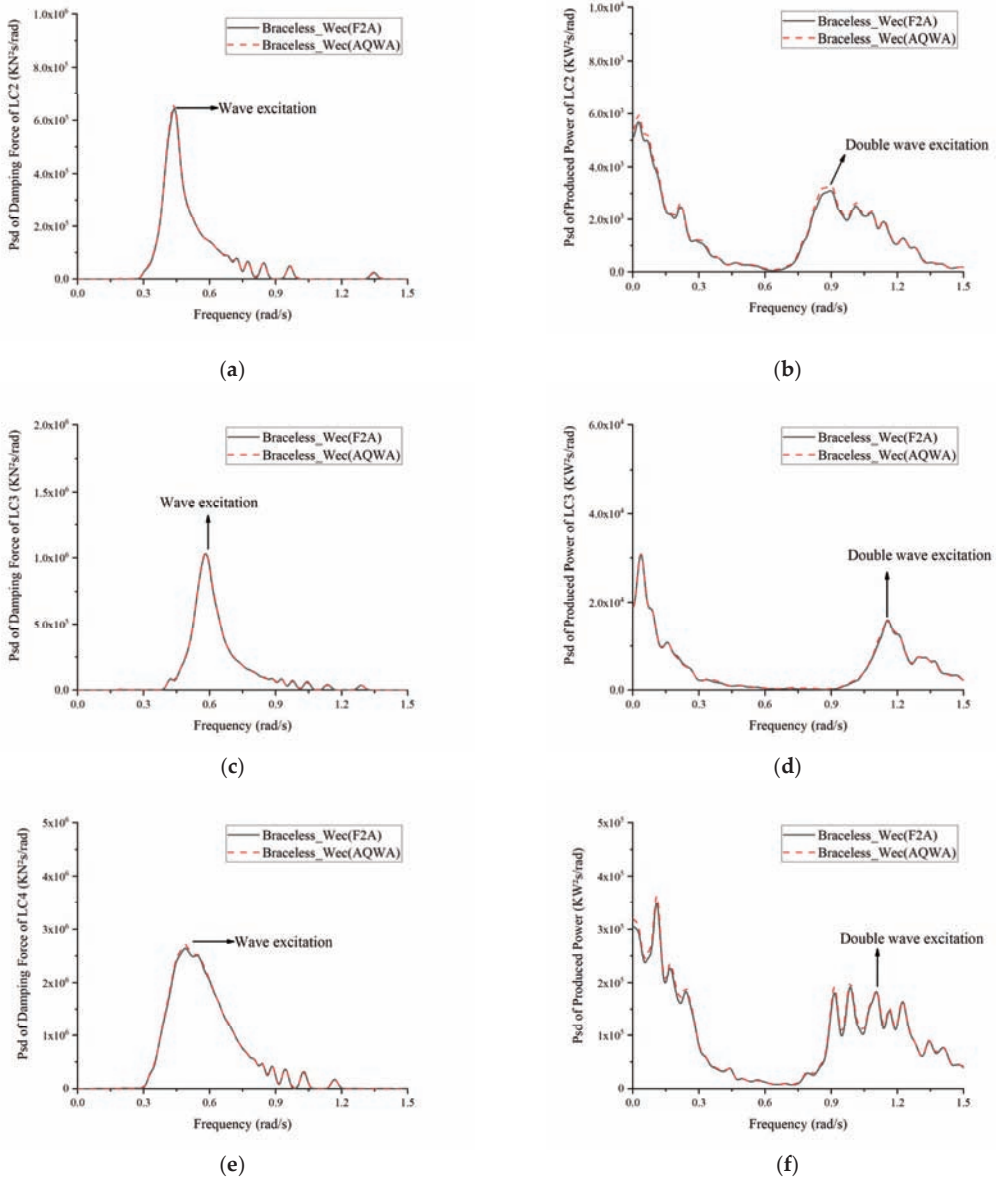 Psd of Damping Force of LC2 (KN²s/rad)
1.0x10⁶
8.0x10⁵
6.0x10⁵
4.0x10⁵
2.0x10⁵
0.0
Braceless_Wec(F2A)
Braceless_Wec(AQWA)
Wave excitation
0.0 0.3 0.6 0.9 1.2 1.5
Frequency (rad/s)
(a)
Psd of Produced Power of LC2 (KW²s/rad)
1.0x10⁴
8.0x10³
6.0x10³
4.0x10³
2.0x10³
0.0
Braceless_Wec(F2A)
Braceless_Wec(AQWA)
Double wave excitation
0.0 0.3 0.6 0.9 1.2 1.5
Frequency (rad/s)
(b)
Psd of Damping Force of LC3 (KN²s/rad)
2.0x10⁶
1.5x10⁶
1.0x10⁶
5.0x10⁵
0.0
Braceless_Wec(F2A)
Braceless_Wec(AQWA)
Wave excitation
0.0 0.3 0.6 0.9 1.2 1.5
Frequency (rad/s)
(c)
Psd of Produced Power of LC3 (KW²s/rad)
6.0x10⁴
4.0x10⁴
2.0x10⁴
0.0
Braceless_Wec(F2A)
Braceless_Wec(AQWA)
Double wave excitation
0.0 0.3 0.6 0.9 1.2 1.5
Frequency (rad/s)
(d)
Psd of Damping Force of LC4 (KN²s/rad)
5x10⁶
4x10⁶
3x10⁶
2x10⁶
1x10⁶
0
Braceless_Wec(F2A)
Braceless_Wec(AQWA)
Wave excitation
0.0 0.3 0.6 0.9 1.2 1.5
Frequency (rad/s)
(e)
Psd of Produced Power (KW²s/rad)
5x10⁵
4x10⁵
3x10⁵
2x10⁵
1x10⁵
0
Braceless_Wec(F2A)
Braceless_Wec(AQWA)
Double wave excitation
0.0 0.3 0.6 0.9 1.2 1.5
Frequency (rad/s)
(f)